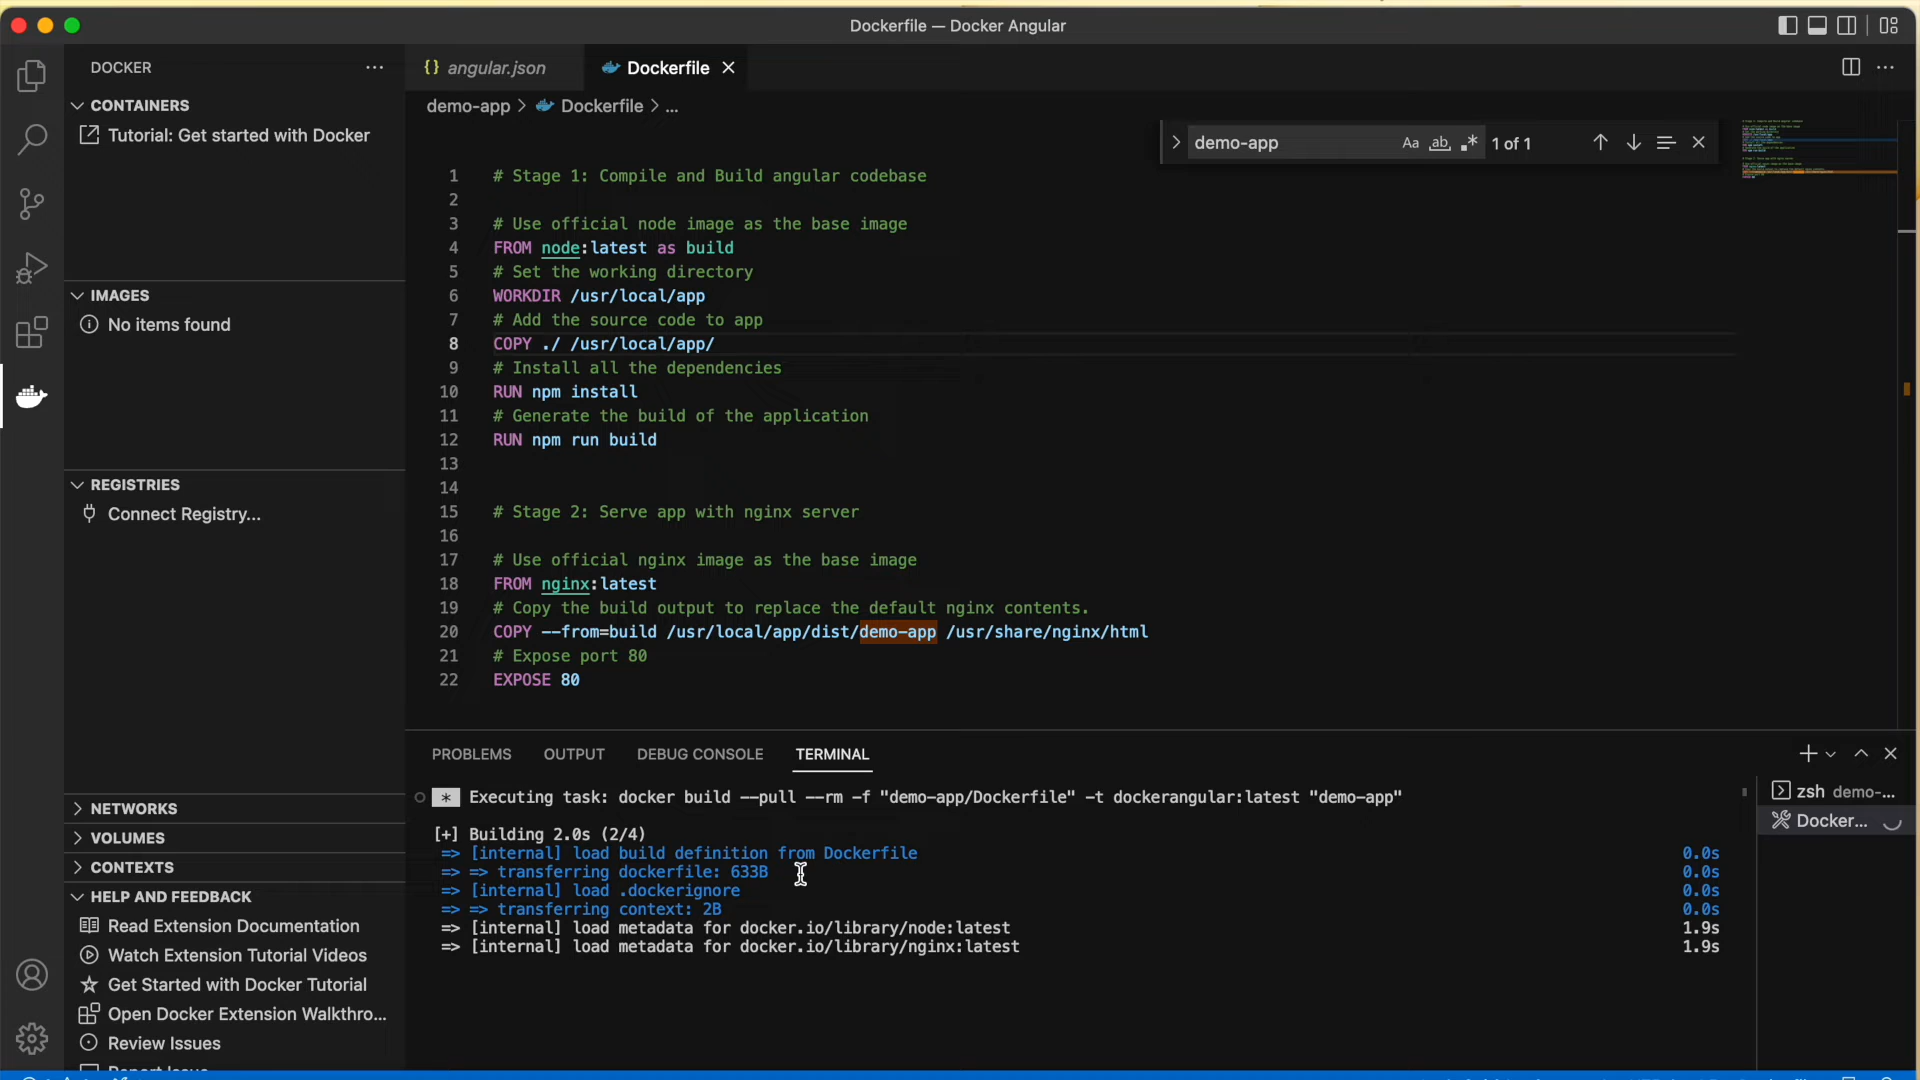 Dockerfile — Docker Angular
DOCKER
CONTAINERS
Tutorial: Get started with Docker
IMAGES
No items found
REGISTRIES
Connect Registry...
NETWORKS
VOLUMES
CONTEXTS
HELP AND FEEDBACK
Read Extension Documentation
Watch Extension Tutorial Videos
Get Started with Docker Tutorial
Open Docker Extension Walkthro...
Review Issues
{} angular.json
Dockerfile
demo-app > Dockerfile > ...
demo-app Aa ab 1 of 1
1 # Stage 1: Compile and Build angular codebase
2
3 # Use official node image as the base image
4 FROM node:latest as build
5 # Set the working directory
6 WORKDIR /usr/local/app
7 # Add the source code to app
8 COPY ./ /usr/local/app/
9 # Install all the dependencies
10 RUN npm install
11 # Generate the build of the application
12 RUN npm run build
13
14
15 # Stage 2: Serve app with nginx server
16
17 # Use official nginx image as the base image
18 FROM nginx:latest
19 # Copy the build output to replace the default nginx contents.
20 COPY --from=build /usr/local/app/dist/demo-app /usr/share/nginx/html
21 # Expose port 80
22 EXPOSE 80
PROBLEMS OUTPUT DEBUG CONSOLE TERMINAL
* Executing task: docker build --pull --rm -f "demo-app/Dockerfile" -t dockerangular:latest "demo-app"
[+] Building 2.0s (2/4)
=> [internal] load build definition from Dockerfile 0.0s
=> => transferring dockerfile: 633B 0.0s
=> [internal] load .dockerignore 0.0s
=> => transferring context: 2B 0.0s
=> [internal] load metadata for docker.io/library/node:latest 1.9s
=> [internal] load metadata for docker.io/library/nginx:latest 1.9s
zsh demo-...
Docker...